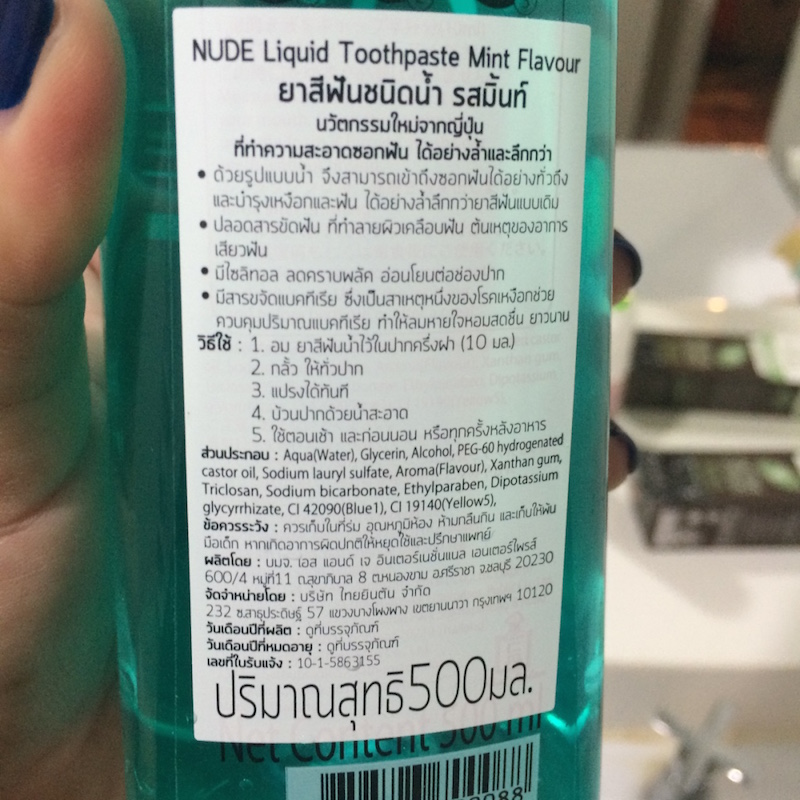 NUDE Liquid Toothpaste Mint Flavour
ยาสีฟันชนิดน้ำ รสมิ้นท์
นวัตกรรมใหม่จากญี่ปุ่น
ที่ทำความสะอาดซอกฟัน ได้อย่างล้ำและลึกกว่า
• ด้วยรูปแบบน้ำ จึงสามารถเข้าถึงซอกฟันได้อย่างทั่วถึง
และบำรุงเหงือกและฟัน ได้อย่างล้ำลึกกว่ายาสีฟันแบบเดิม
• ปลอดสารขัดฟัน ที่ทำลายผิวเคลือบฟัน ต้นเหตุของอาการ
เสียวฟัน
• มีไซลิทอล ลดคราบพลัค อ่อนโยนต่อช่องปาก
• มีสารขจัดแบคทีเรีย ซึ่งเป็นสาเหตุหนึ่งของโรคเหงือกช่วย
ควบคุมปริมาณแบคทีเรีย ทำให้ลมหายใจหอมสดชื่น ยาวนาน
วิธีใช้ : 1. อม ยาสีฟันน้ำไว้ในปากครึ่งฝา (10 มล.)
2. กลั้ว ให้ทั่วปาก
3. แปรงได้ทันที
4. บ้วนปากด้วยน้ำสะอาด
5. ใช้ตอนเช้า และก่อนนอน หรือทุกครั้งหลังอาหาร
ส่วนประกอบ : Aqua(Water), Glycerin, Alcohol, PEG-60 hydrogenated
castor oil, Sodium lauryl sulfate, Aroma(Flavour), Xanthan gum,
Triclosan, Sodium bicarbonate, Ethylparaben, Dipotassium
glycyrrhizate, CI 42090(Blue1), CI 19140(Yellow5),
ข้อควรระวัง : ควรเก็บในที่ร่ม อุณหภูมิห้อง ห้ามกลืนกิน และเก็บให้พ้น
มือเด็ก หากเกิดอาการผิดปกติให้หยุดใช้และปรึกษาแพทย์
ผลิตโดย : บมจ. เอส แอนด์ เจ อินเตอร์เนชั่นแนล เอนเตอร์ไพรส์
600/4 หมู่ที่11 ถ.สุขาภิบาล 8 ต.หนองขาม อ.ศรีราชา จ.ชลบุรี 20230
จัดจำหน่ายโดย : บริษัท ไทยยินตัน จำกัด
232 ซ.สาธุประดิษฐ์ 57 แขวงบางโพงพาง เขตยานนาวา กรุงเทพฯ 10120
วันเดือนปีที่ผลิต : ดูที่บรรจุภัณฑ์
วันเดือนปีที่หมดอายุ : ดูที่บรรจุภัณฑ์
เลขที่ใบรับแจ้ง : 10-1-5863155
ปริมาณสุทธิ500มล.
Net Content 500 ml